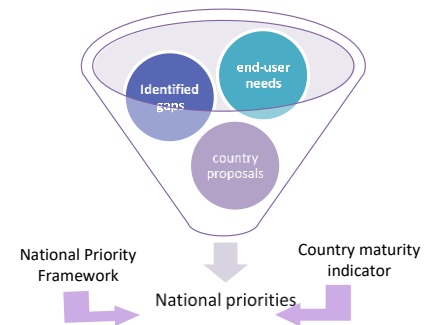 end-user
needs
Identified
gaps
country
proposals
National Priority
Framework
Country maturity
indicator
National priorities